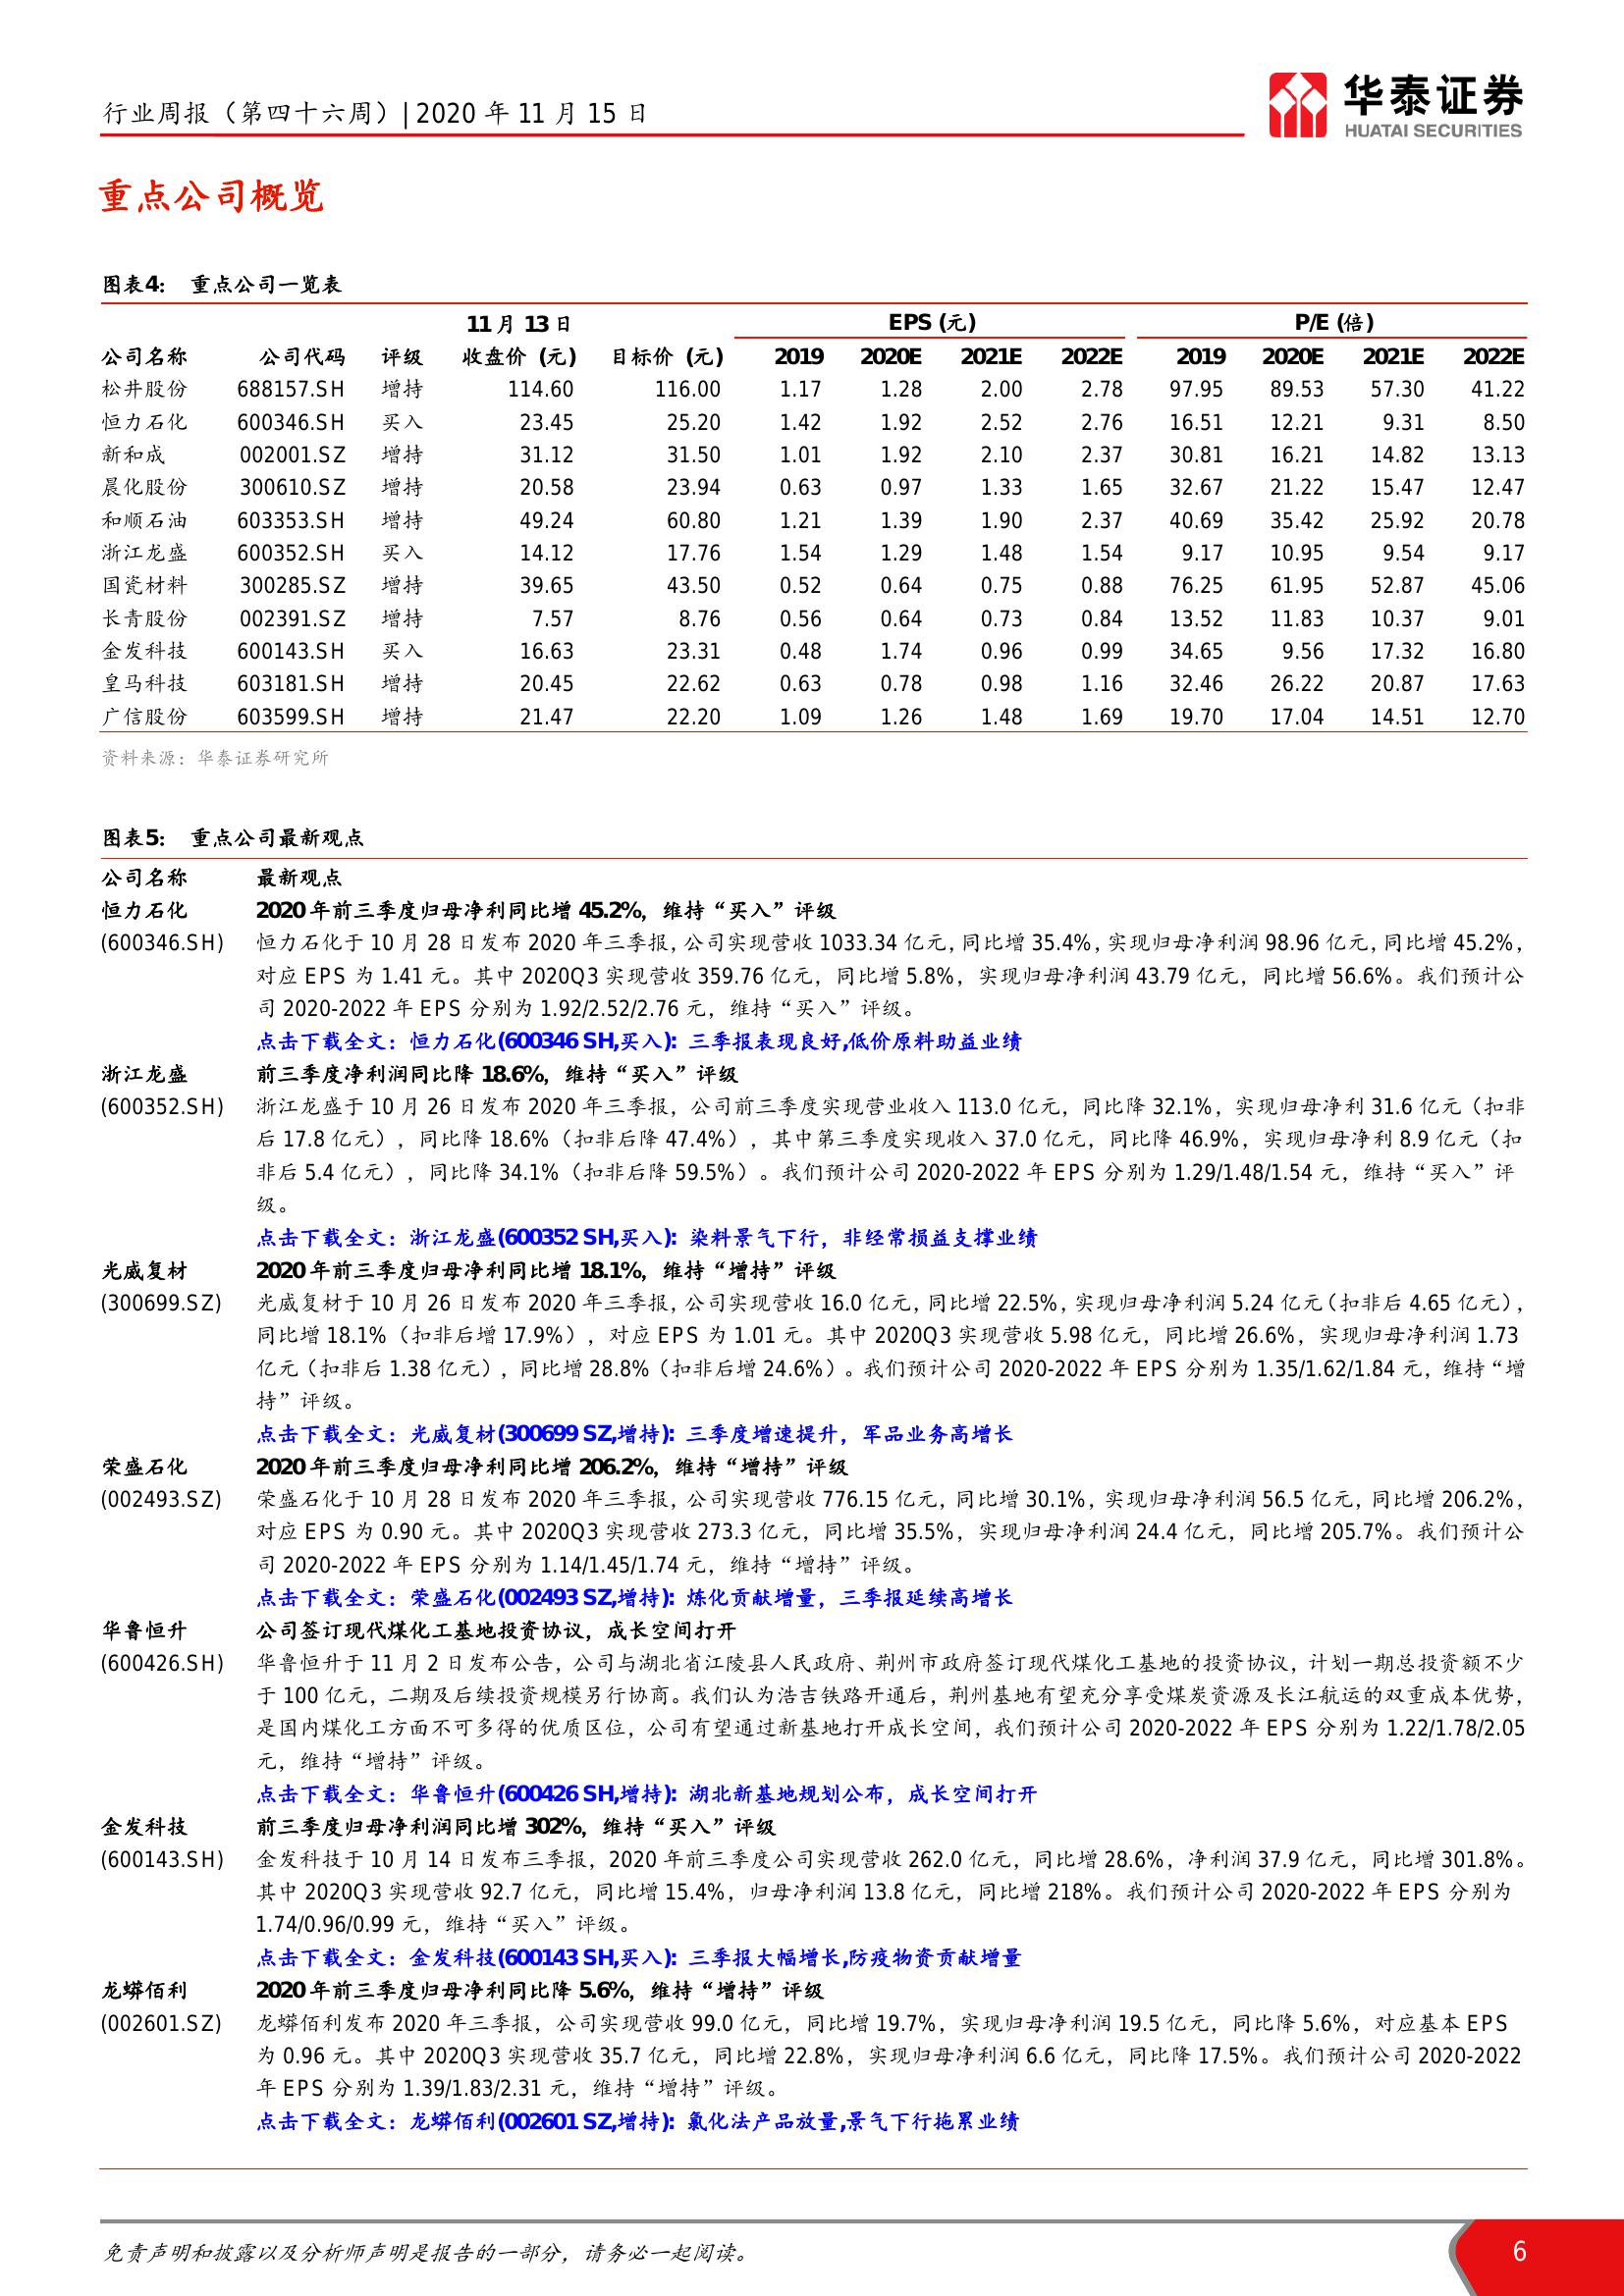 行业周报（第四十六周）| 2020 年 11 月 15 日
华泰证券
HUATAI SECURITIES
重点公司概览
图表4： 重点公司一览表
11 月 13 日 EPS (元) P/E (倍)
公司名称 公司代码 评级 收盘价 (元) 目标价 (元) 2019 2020E 2021E 2022E 2019 2020E 2021E 2022E
松井股份 688157.SH 增持 114.60 116.00 1.17 1.28 2.00 2.78 97.95 89.53 57.30 41.22
恒力石化 600346.SH 买入 23.45 25.20 1.42 1.92 2.52 2.76 16.51 12.21 9.31 8.50
新和成 002001.SZ 增持 31.12 31.50 1.01 1.92 2.10 2.37 30.81 16.21 14.82 13.13
晨化股份 300610.SZ 增持 20.58 23.94 0.63 0.97 1.33 1.65 32.67 21.22 15.47 12.47
和顺石油 603353.SH 增持 49.24 60.80 1.21 1.39 1.90 2.37 40.69 35.42 25.92 20.78
浙江龙盛 600352.SH 买入 14.12 17.76 1.54 1.29 1.48 1.54 9.17 10.95 9.54 9.17
国瓷材料 300285.SZ 增持 39.65 43.50 0.52 0.64 0.75 0.88 76.25 61.95 52.87 45.06
长青股份 002391.SZ 增持 7.57 8.76 0.56 0.64 0.73 0.84 13.52 11.83 10.37 9.01
金发科技 600143.SH 买入 16.63 23.31 0.48 1.74 0.96 0.99 34.65 9.56 17.32 16.80
皇马科技 603181.SH 增持 20.45 22.62 0.63 0.78 0.98 1.16 32.46 26.22 20.87 17.63
广信股份 603599.SH 增持 21.47 22.20 1.09 1.26 1.48 1.69 19.70 17.04 14.51 12.70
资料来源：华泰证券研究所
图表5： 重点公司最新观点
公司名称 最新观点
恒力石化 2020 年前三季度归母净利同比增 45.2%，维持“买入”评级
(600346.SH) 恒力石化于 10 月 28 日发布 2020 年三季报，公司实现营收 1033.34 亿元，同比增 35.4%，实现归母净利润 98.96 亿元，同比增 45.2%，
对应 EPS 为 1.41 元。其中 2020Q3 实现营收 359.76 亿元，同比增 5.8%，实现归母净利润 43.79 亿元，同比增 56.6%。我们预计公
司 2020-2022 年 EPS 分别为 1.92/2.52/2.76 元，维持“买入”评级。
点击下载全文：恒力石化(600346 SH,买入): 三季报表现良好,低价原料助益业绩
浙江龙盛 前三季度净利润同比降 18.6%，维持“买入”评级
(600352.SH) 浙江龙盛于 10 月 26 日发布 2020 年三季报，公司前三季度实现营业收入 113.0 亿元，同比降 32.1%，实现归母净利 31.6 亿元（扣非
后 17.8 亿元），同比降 18.6%（扣非后降 47.4%），其中第三季度实现收入 37.0 亿元，同比降 46.9%，实现归母净利 8.9 亿元（扣
非后 5.4 亿元），同比降 34.1%（扣非后降 59.5%）。我们预计公司 2020-2022 年 EPS 分别为 1.29/1.48/1.54 元，维持“买入”评
级。
点击下载全文：浙江龙盛(600352 SH,买入): 染料景气下行，非经常损益支撑业绩
光威复材 2020 年前三季度归母净利同比增 18.1%，维持“增持”评级
(300699.SZ) 光威复材于 10 月 26 日发布 2020 年三季报，公司实现营收 16.0 亿元，同比增 22.5%，实现归母净利润 5.24 亿元（扣非后 4.65 亿元），
同比增 18.1%（扣非后增 17.9%），对应 EPS 为 1.01 元。其中 2020Q3 实现营收 5.98 亿元，同比增 26.6%，实现归母净利润 1.73
亿元（扣非后 1.38 亿元），同比增 28.8%（扣非后增 24.6%）。我们预计公司 2020-2022 年 EPS 分别为 1.35/1.62/1.84 元，维持“增
持”评级。
点击下载全文：光威复材(300699 SZ,增持): 三季度增速提升，军品业务高增长
荣盛石化 2020 年前三季度归母净利同比增 206.2%，维持“增持”评级
(002493.SZ) 荣盛石化于 10 月 28 日发布 2020 年三季报，公司实现营收 776.15 亿元，同比增 30.1%，实现归母净利润 56.5 亿元，同比增 206.2%，
对应 EPS 为 0.90 元。其中 2020Q3 实现营收 273.3 亿元，同比增 35.5%，实现归母净利润 24.4 亿元，同比增 205.7%。我们预计公
司 2020-2022 年 EPS 分别为 1.14/1.45/1.74 元，维持“增持”评级。
点击下载全文：荣盛石化(002493 SZ,增持): 炼化贡献增量，三季报延续高增长
华鲁恒升 公司签订现代煤化工基地投资协议，成长空间打开
(600426.SH) 华鲁恒升于 11 月 2 日发布公告，公司与湖北省江陵县人民政府、荆州市政府签订现代煤化工基地的投资协议，计划一期总投资额不少
于 100 亿元，二期及后续投资规模另行协商。我们认为浩吉铁路开通后，荆州基地有望充分享受煤炭资源及长江航运的双重成本优势，
是国内煤化工方面不可多得的优质区位，公司有望通过新基地打开成长空间，我们预计公司 2020-2022 年 EPS 分别为 1.22/1.78/2.05
元，维持“增持”评级。
点击下载全文：华鲁恒升(600426 SH,增持): 湖北新基地规划公布，成长空间打开
金发科技 前三季度归母净利润同比增 302%，维持“买入”评级
(600143.SH) 金发科技于 10 月 14 日发布三季报，2020 年前三季度公司实现营收 262.0 亿元，同比增 28.6%，净利润 37.9 亿元，同比增 301.8%。
其中 2020Q3 实现营收 92.7 亿元，同比增 15.4%，归母净利润 13.8 亿元，同比增 218%。我们预计公司 2020-2022 年 EPS 分别为
1.74/0.96/0.99 元，维持“买入”评级。
点击下载全文：金发科技(600143 SH,买入): 三季报大幅增长,防疫物资贡献增量
龙蟒佰利 2020 年前三季度归母净利同比降 5.6%，维持“增持”评级
(002601.SZ) 龙蟒佰利发布 2020 年三季报，公司实现营收 99.0 亿元，同比增 19.7%，实现归母净利润 19.5 亿元，同比降 5.6%，对应基本 EPS
为 0.96 元。其中 2020Q3 实现营收 35.7 亿元，同比增 22.8%，实现归母净利润 6.6 亿元，同比降 17.5%。我们预计公司 2020-2022
年 EPS 分别为 1.39/1.83/2.31 元，维持“增持”评级。
点击下载全文：龙蟒佰利(002601 SZ,增持): 氯化法产品放量,景气下行拖累业绩
免责声明和披露以及分析师声明是报告的一部分，请务必一起阅读。 6